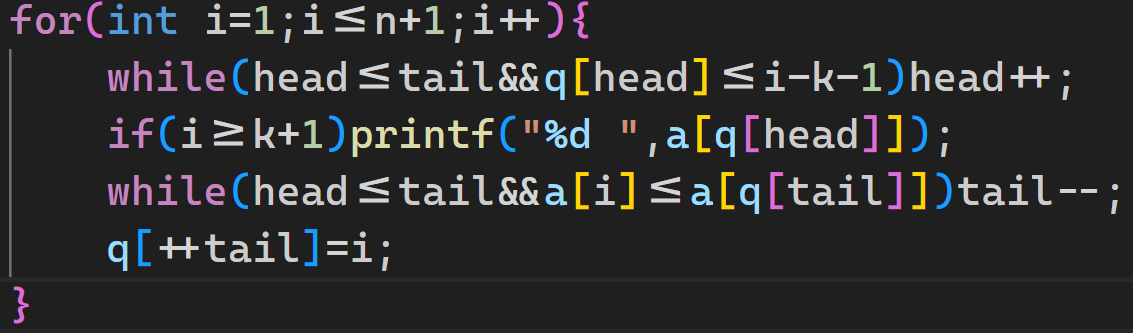 for(int i=1;i<=n+1;i++){
    while(head<=tail&&q[head]<=i-k-1)head++;
    if(i>=k+1)printf("%d ",a[q[head]]);
    while(head<=tail&&a[i]<=a[q[tail]])tail--;
    q[++tail]=i;
}